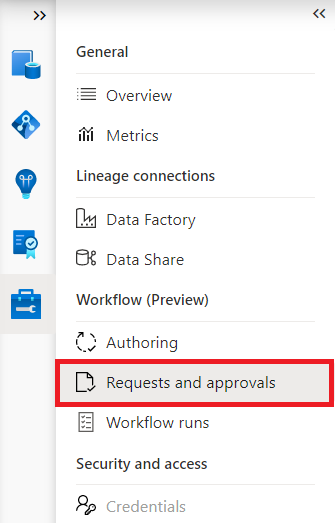 General
Overview
Metrics
Lineage connections
Data Factory
Data Share
Workflow (Preview)
Authoring
Requests and approvals
Workflow runs
Security and access
Credentials